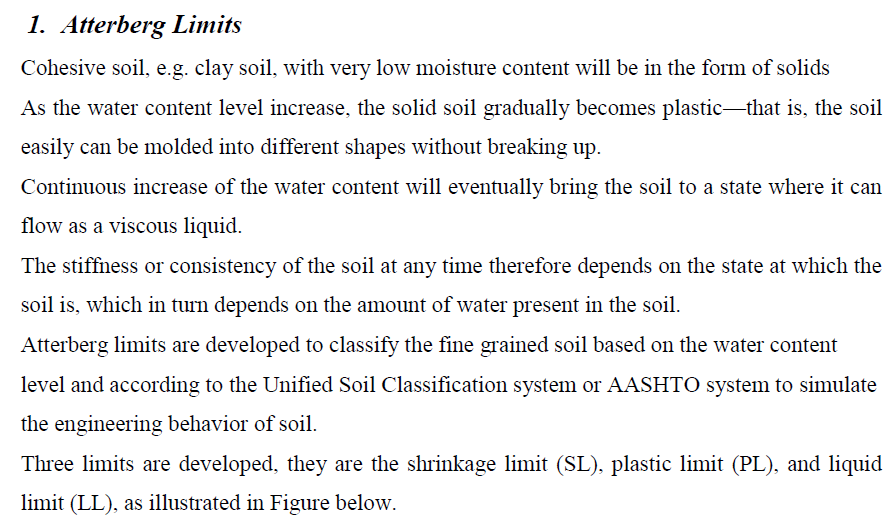 1. Atterberg Limits
Cohesive soil, e.g. clay soil, with very low moisture content will be in the form of solids
As the water content level increase, the solid soil gradually becomes plastic—that is, the soil
easily can be molded into different shapes without breaking up.
Continuous increase of the water content will eventually bring the soil to a state where it can
flow as a viscous liquid.
The stiffness or consistency of the soil at any time therefore depends on the state at which the
soil is, which in turn depends on the amount of water present in the soil.
Atterberg limits are developed to classify the fine grained soil based on the water content
level and according to the Unified Soil Classification system or AASHTO system to simulate
the engineering behavior of soil.
Three limits are developed, they are the shrinkage limit (SL), plastic limit (PL), and liquid
limit (LL), as illustrated in Figure below.